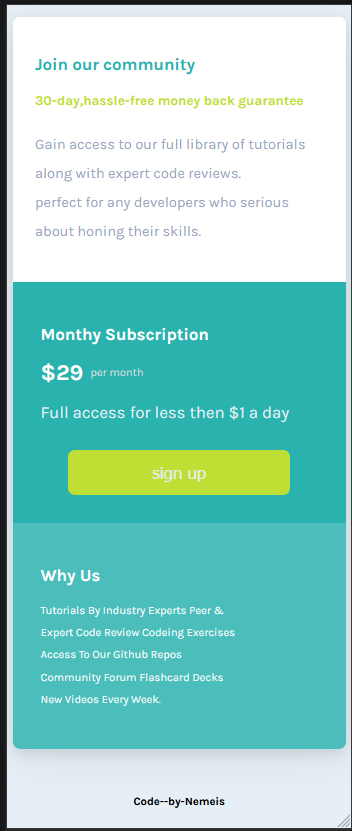 Join our community
30-day,hassle-free money back guarantee
Gain access to our full library of tutorials
along with expert code reviews.
perfect for any developers who serious
about honing their skills.
Monthy Subscription
$29 per month
Full access for less then $1 a day
sign up
Why Us
Tutorials By Industry Experts Peer &
Expert Code Review Codeing Exercises
Access To Our Github Repos
Community Forum Flashcard Decks
New Videos Every Week.
Code--by-Nemeis